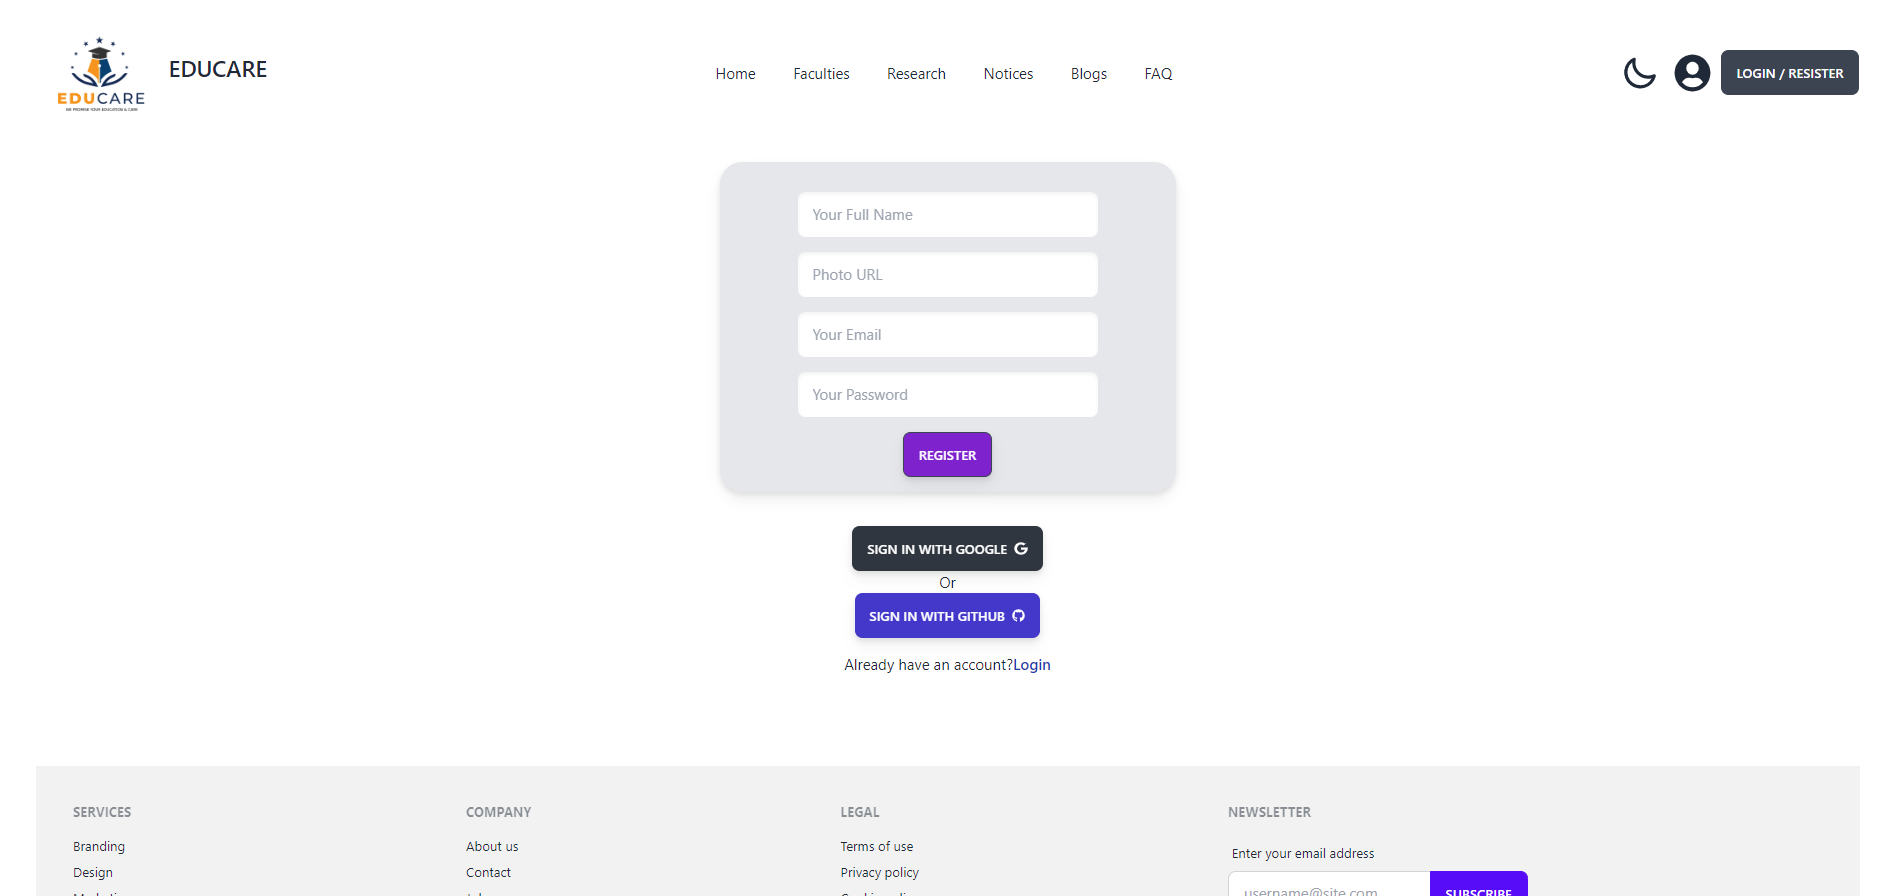 EDUCARE
WE PROMISE YOUR EDUCATION & CARE
EDUCARE
Home Faculties Research Notices Blogs FAQ
LOGIN / RESISTER
Your Full Name
Photo URL
Your Email
Your Password
REGISTER
SIGN IN WITH GOOGLE
Or
SIGN IN WITH GITHUB
Already have an account?Login
SERVICES
Branding
Design
COMPANY
About us
Contact
LEGAL
Terms of use
Privacy policy
NEWSLETTER
Enter your email address
username@site.com
SUBSCRIBE